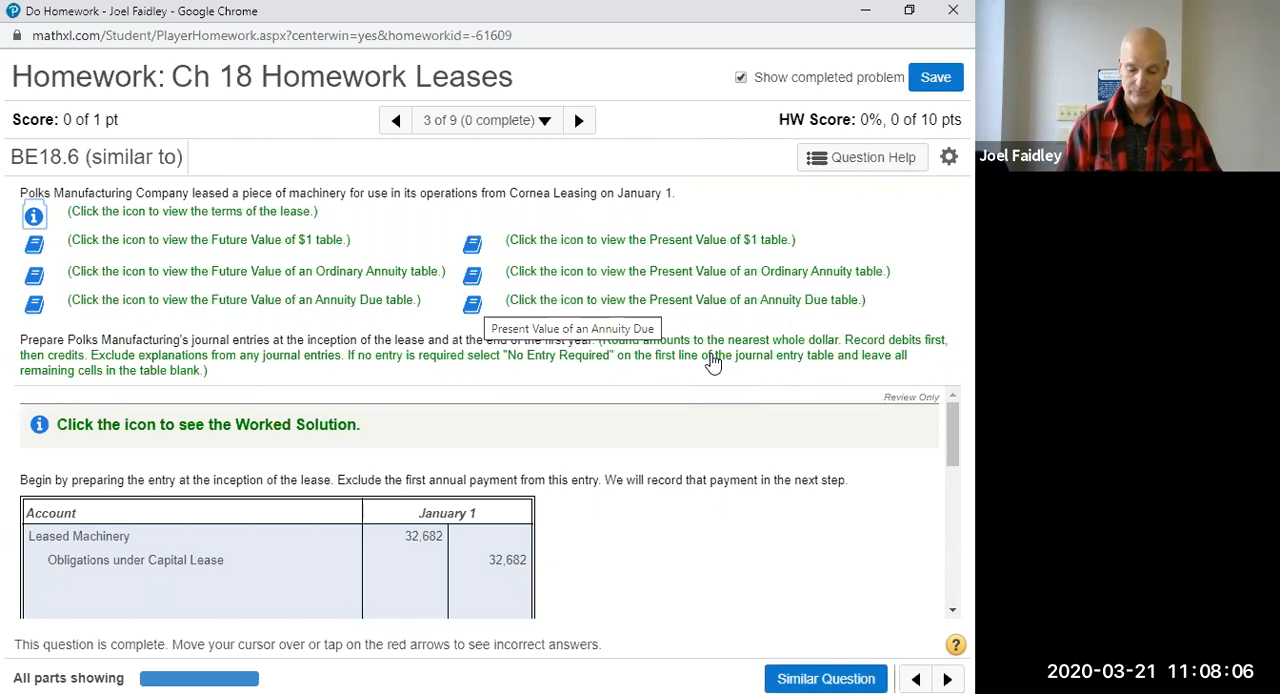 Do Homework - Joel Faidley - Google Chrome
mathxl.com/Student/PlayerHomework.aspx?centerwin=yes&homeworkid=-61609
Homework: Ch 18 Homework Leases
Show completed problem
Save
Score: 0 of 1 pt
3 of 9 (0 complete)
HW Score: 0%, 0 of 10 pts
BE18.6 (similar to)
Question Help
Joel Faidley
Polks Manufacturing Company leased a piece of machinery for use in its operations from Cornea Leasing on January 1.
(Click the icon to view the terms of the lease.)
(Click the icon to view the Future Value of $1 table.)
(Click the icon to view the Present Value of $1 table.)
(Click the icon to view the Future Value of an Ordinary Annuity table.)
(Click the icon to view the Present Value of an Ordinary Annuity table.)
(Click the icon to view the Future Value of an Annuity Due table.)
(Click the icon to view the Present Value of an Annuity Due table.)
Present Value of an Annuity Due
Prepare Polks Manufacturing's journal entries at the inception of the lease and at the end of the first year. (Round amounts to the nearest whole dollar. Record debits first,
then credits. Exclude explanations from any journal entries. If no entry is required select "No Entry Required" on the first line of the journal entry table and leave all
remaining cells in the table blank.)
Review Only
Click the icon to see the Worked Solution.
Begin by preparing the entry at the inception of the lease. Exclude the first annual payment from this entry. We will record that payment in the next step.
Account January 1
Leased Machinery 32,682
Obligations under Capital Lease 32,682
This question is complete. Move your cursor over or tap on the red arrows to see incorrect answers.
?
All parts showing
Similar Question
2020-03-21 11:08:06